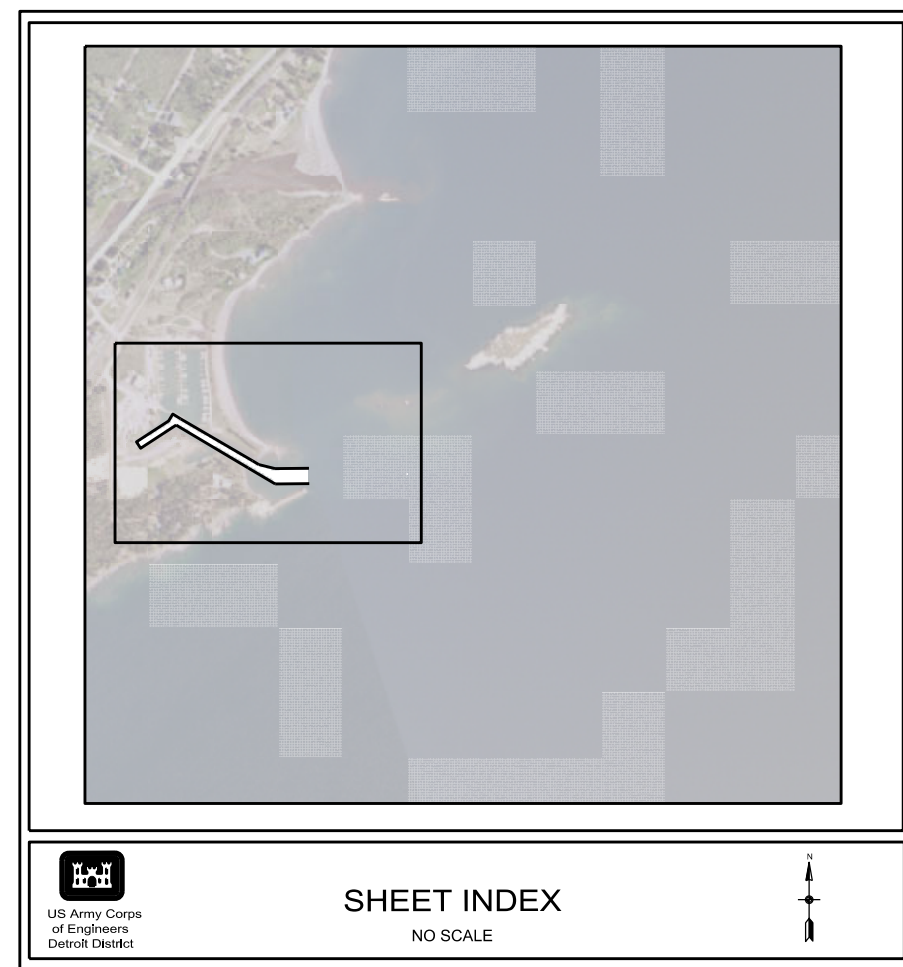 US Army Corps
of Engineers
Detroit District
SHEET INDEX
NO SCALE
N